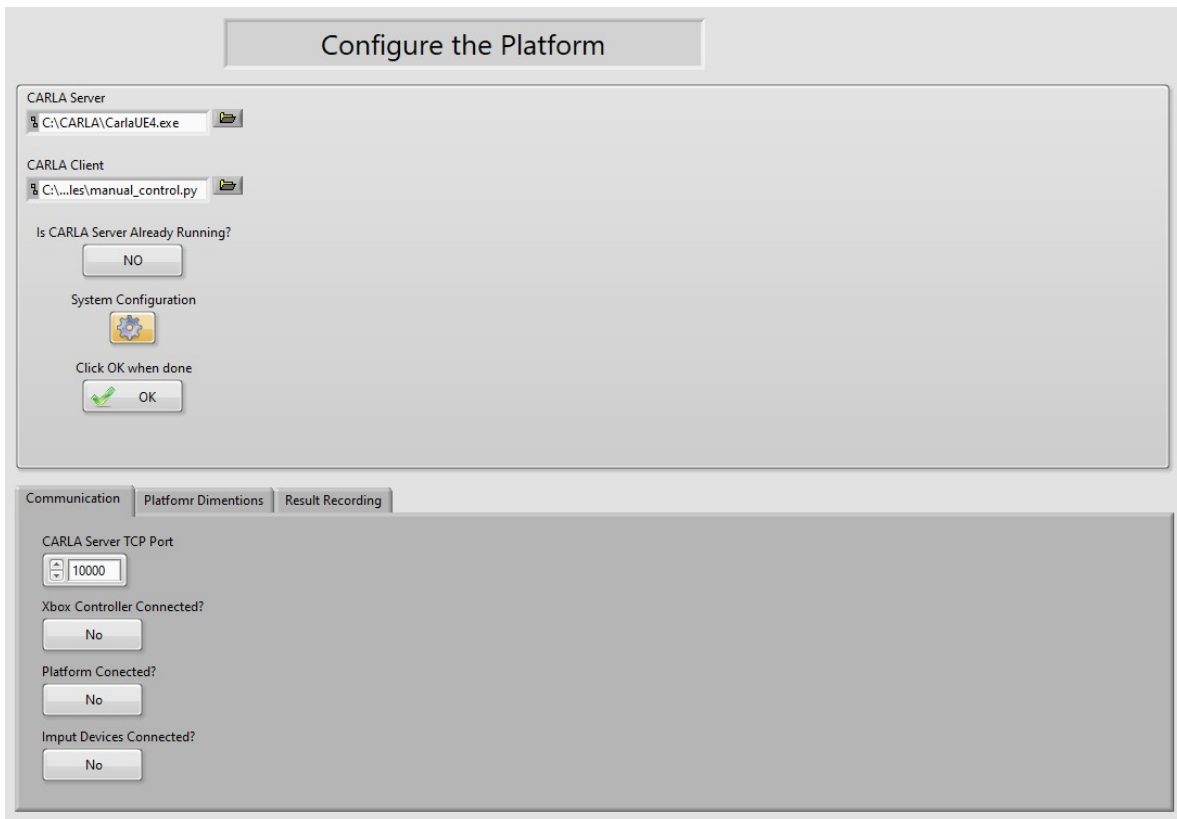 Configure the Platform
CARLA Server
C:\CARLA\CarlaUE4.exe
CARLA Client
C:\...les\manual_control.py
Is CARLA Server Already Running?
NO
System Configuration
Click OK when done
OK
Communication
Platfomr Dimentions
Result Recording
CARLA Server TCP Port
10000
Xbox Controller Connected?
No
Platform Conected?
No
Imput Devices Connected?
No